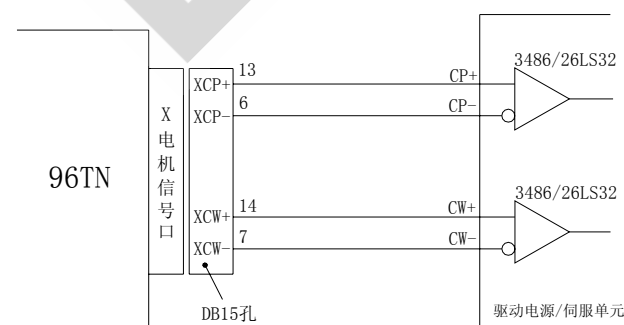 3486/26LS32
13
CP+
XCP+
6
CP-
XCP-
X电机信号口
96TN
3486/26LS32
14
CW+
XCW+
7
CW-
XCW-
DB15孔
驱动电源/伺服单元